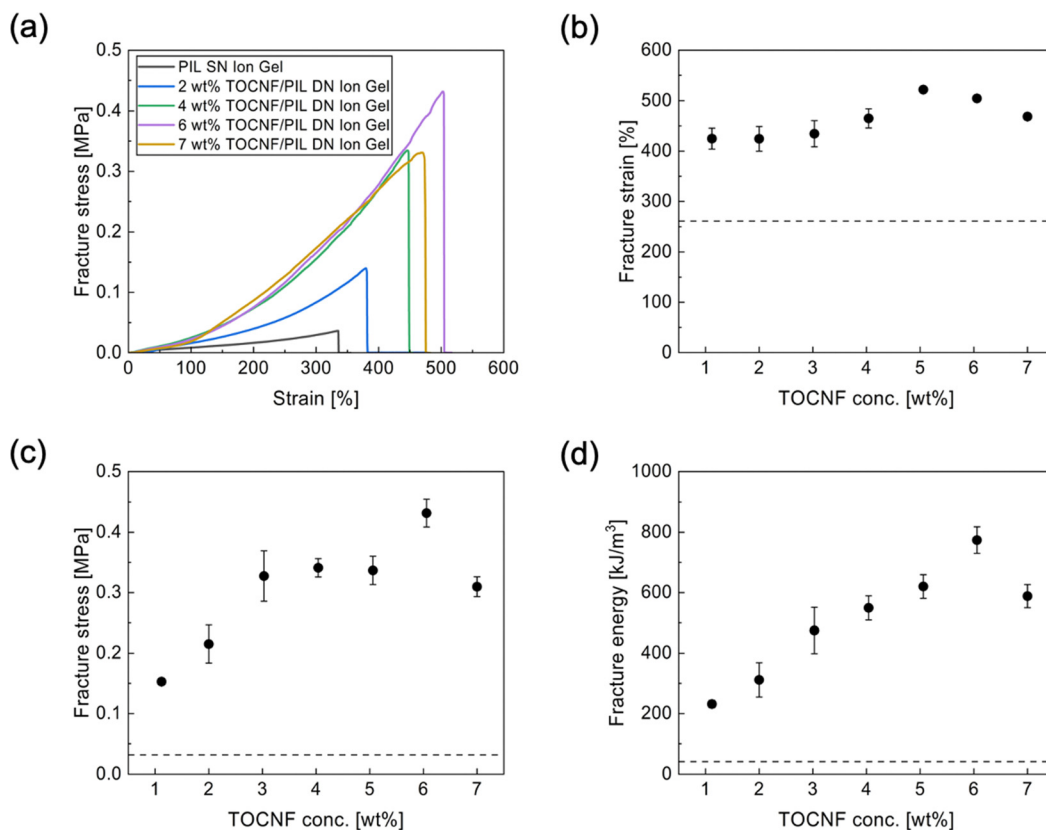 (a)
0.5
0.4
0.3
0.2
0.1
0.0
Fracture stress [MPa]
PIL SN Ion Gel
2 wt% TOCNF/PIL DN Ion Gel
4 wt% TOCNF/PIL DN Ion Gel
6 wt% TOCNF/PIL DN Ion Gel
7 wt% TOCNF/PIL DN Ion Gel
0 100 200 300 400 500 600
Strain [%]
(b)
600
500
400
300
200
100
0
Fracture strain [%]
1 2 3 4 5 6 7
TOCNF conc. [wt%]
(c)
0.5
0.4
0.3
0.2
0.1
0.0
Fracture stress [MPa]
1 2 3 4 5 6 7
TOCNF conc. [wt%]
(d)
1000
800
600
400
200
0
Fracture energy [kJ/m³]
1 2 3 4 5 6 7
TOCNF conc. [wt%]